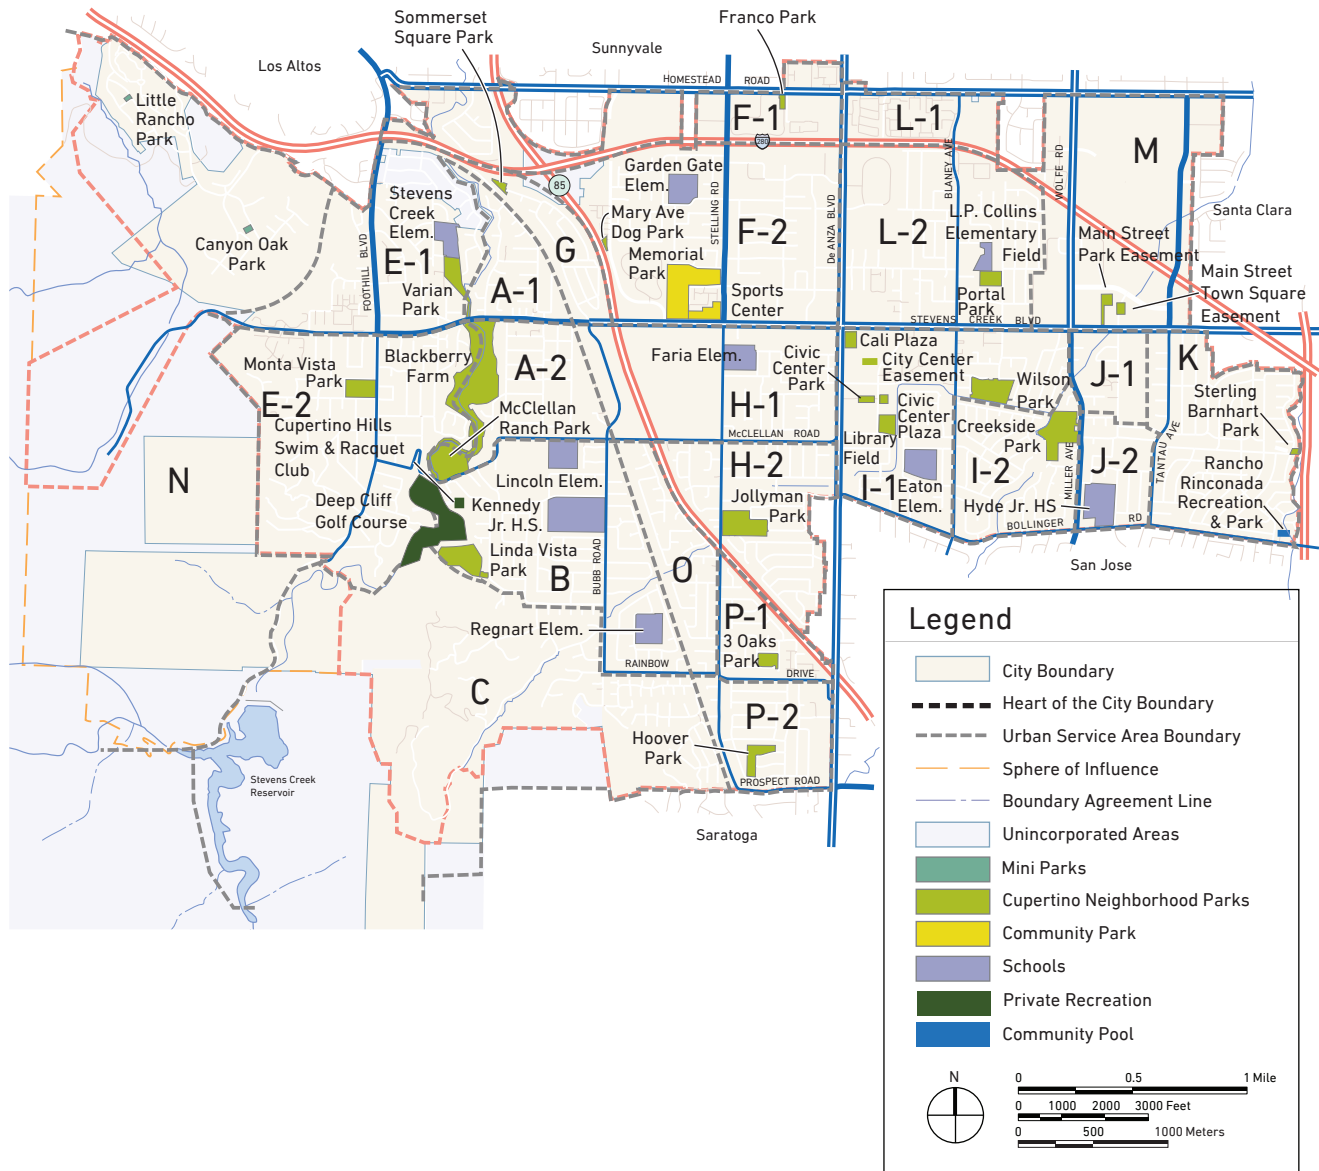 Sommerset
Square Park
Franco Park
Sunnyvale
Los Altos
HOMESTEAD ROAD
Little
Rancho
Park
F-1
L-1
280
M
BLANEY AVE
WOLFE RD
Garden Gate
Elem.
85
Stevens
Creek
Elem.
Mary Ave
Dog Park
STELLING RD
De ANZA BLVD
L.P. Collins
Elementary
Field
Santa Clara
Canyon Oak
Park
FOOTHILL BLVD
E-1
G
Memorial
Park
F-2
L-2
Main Street
Park Easement
Varian
Park
A-1
Sports
Center
Portal
Park
Main Street
Town Square
Easement
STEVENS CREEK BLVD
Monta Vista
Park
Blackberry
Farm
A-2
Faria Elem.
Civic
Center
Park
Cali Plaza
City Center
Easement
Wilson
Park
J-1
K
E-2
H-1
Civic
Center
Plaza
Sterling
Barnhart
Park
McClellan
Ranch Park
Cupertino Hills
Swim & Racquet
Club
McCLELLAN ROAD
Library
Field
Creekside
Park
MILLER AVE
TANTAU AVE
N
H-2
I-1
I-2
J-2
Rancho
Rinconada
Recreation
& Park
Lincoln Elem.
Eaton
Elem.
Deep Cliff
Golf Course
Kennedy
Jr. H.S.
Jollyman
Park
Hyde Jr. HS
BOLLINGER RD
Linda Vista
Park
B
BUBB ROAD
O
San Jose
Regnart Elem.
P-1
3 Oaks
Park
RAINBOW DRIVE
C
P-2
Hoover
Park
Stevens Creek
Reservoir
PROSPECT ROAD
Saratoga
Legend
City Boundary
Heart of the City Boundary
Urban Service Area Boundary
Sphere of Influence
Boundary Agreement Line
Unincorporated Areas
Mini Parks
Cupertino Neighborhood Parks
Community Park
Schools
Private Recreation
Community Pool
N
0 0.5 1 Mile
0 1000 2000 3000 Feet
0 500 1000 Meters